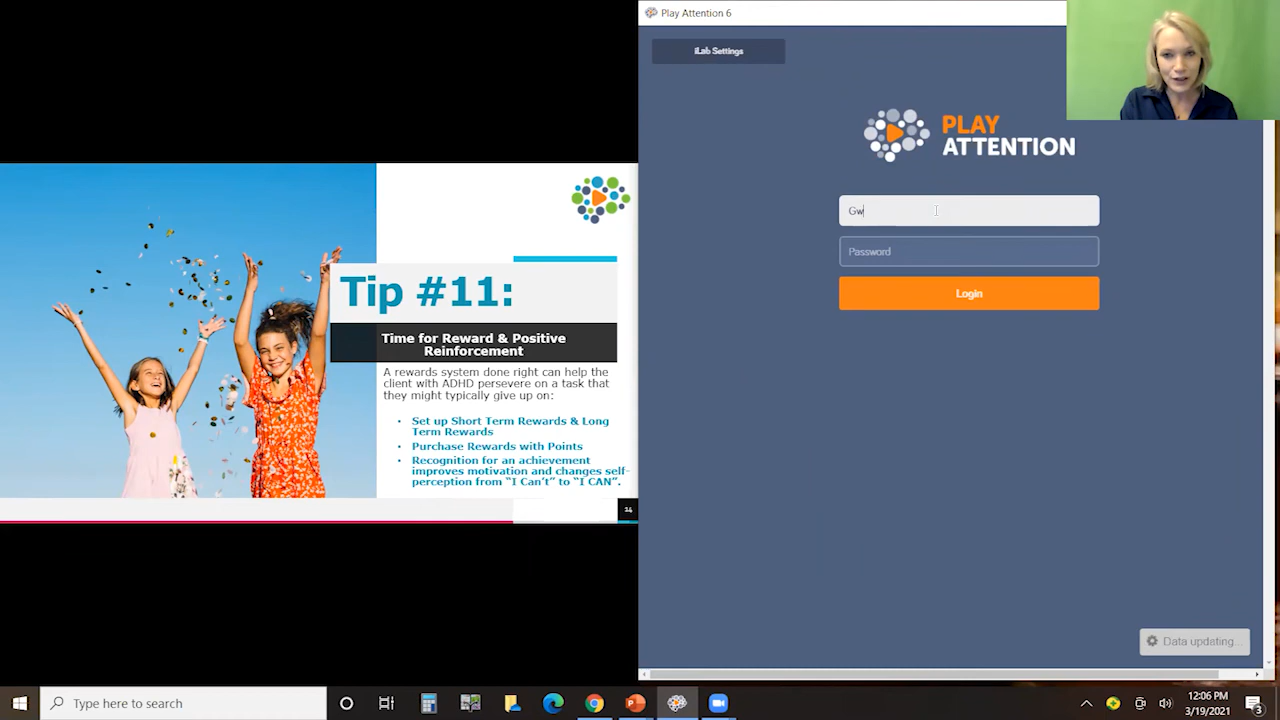 Play Attention 6
iLab Settings
PLAY
ATTENTION
Gw
Password
Login
Tip #11:
Time for Reward & Positive
Reinforcement
A rewards system done right can help the
client with ADHD persevere on a task that
they might typically give up on:
• Set up Short Term Rewards & Long
Term Rewards
• Purchase Rewards with Points
• Recognition for an achievement
improves motivation and changes self-
perception from “I Can’t” to “I CAN”.
14
Data updating...
Type here to search
12:06 PM
3/19/2021
3